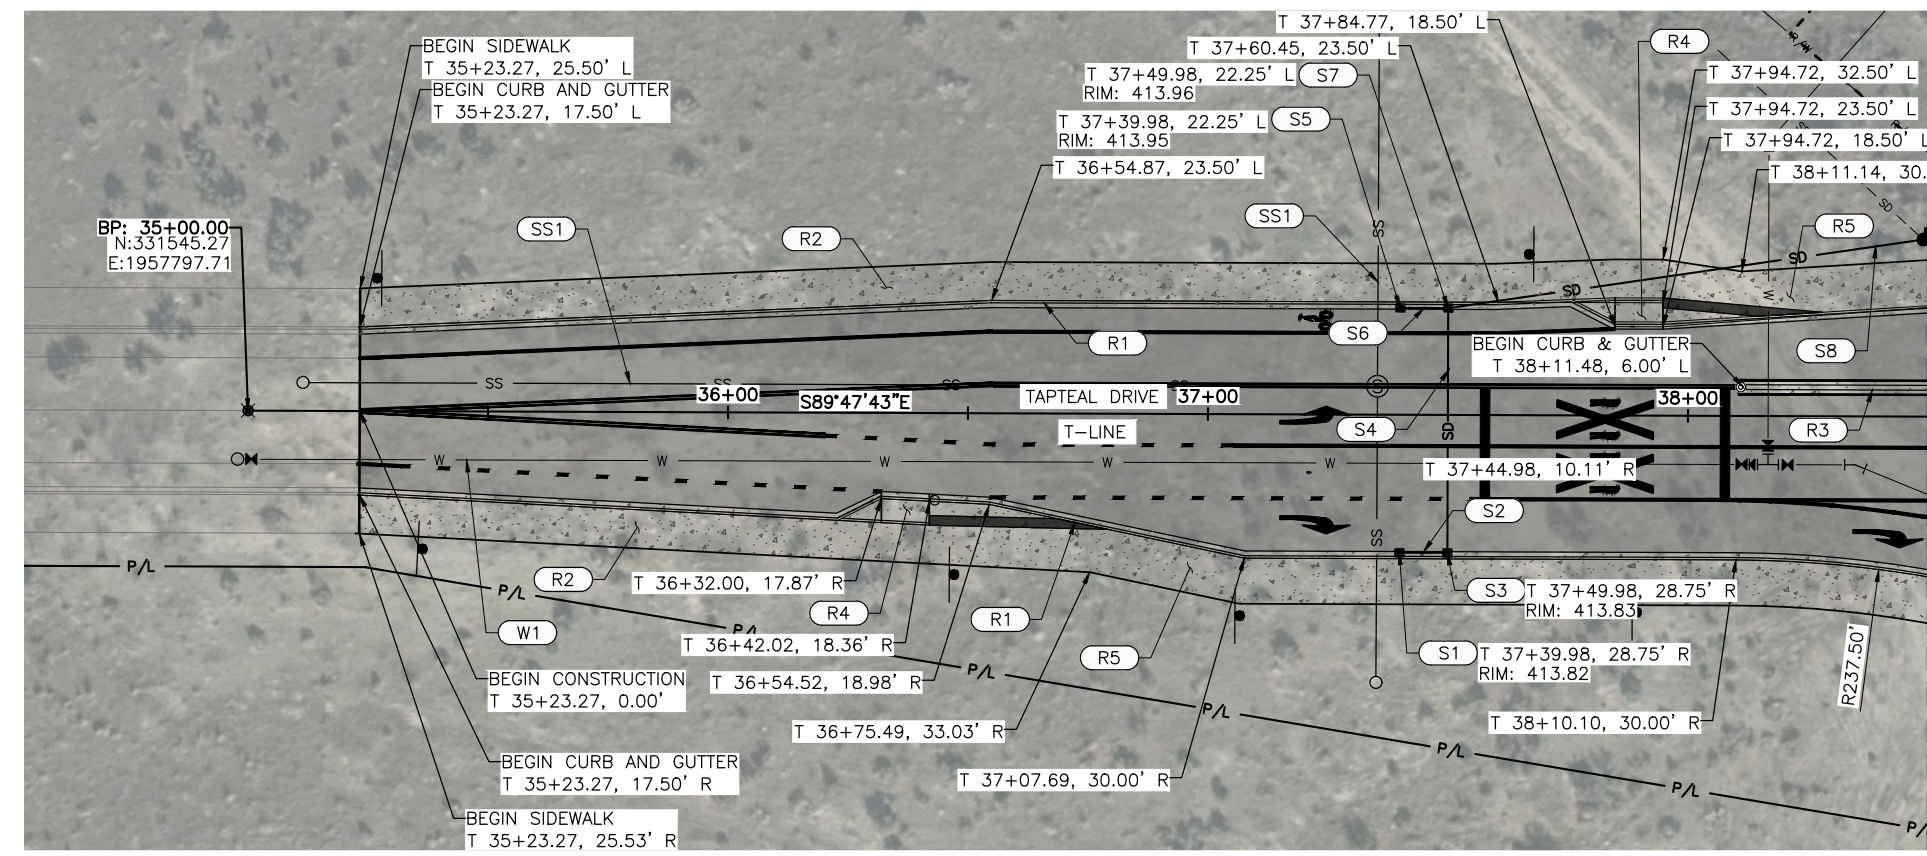 T 37+84.77, 18.50' L
BEGIN SIDEWALK
T 35+23.27, 25.50' L
BEGIN CURB AND GUTTER
T 35+23.27, 17.50' L
T 37+60.45, 23.50' L
R4
R/W
T 37+49.98, 22.25' L
RIM: 413.96
S7
T 37+94.72, 32.50' L
T 37+39.98, 22.25' L
RIM: 413.95
S5
T 37+94.72, 23.50' L
T 37+94.72, 18.50' L
T 36+54.87, 23.50' L
T 38+11.14, 30.
BP: 35+00.00
N:331545.27
E:1957797.71
SS1
R2
SS1
SS
SD
R5
SD
SD
W
R1
S6
BEGIN CURB & GUTTER
T 38+11.48, 6.00' L
S8
SS
SS
SS
36+00
S89°47'43"E
TAPTEAL DRIVE
37+00
38+00
T-LINE
S4
SD
R3
W
W
W
W
W
T 37+44.98, 10.11' R
S2
SS
P/L
R2
P/L
T 36+32.00, 17.87' R
R4
R1
S3
T 37+49.98, 28.75' R
RIM: 413.83
W1
P/L
T 36+42.02, 18.36' R
R5
S1
T 37+39.98, 28.75' R
RIM: 413.82
R237.50'
BEGIN CONSTRUCTION
T 35+23.27, 0.00'
T 36+54.52, 18.98' R
P/L
P/L
T 36+75.49, 33.03' R
T 38+10.10, 30.00' R
P/L
BEGIN CURB AND GUTTER
T 35+23.27, 17.50' R
T 37+07.69, 30.00' R
P/L
BEGIN SIDEWALK
T 35+23.27, 25.53' R
P/